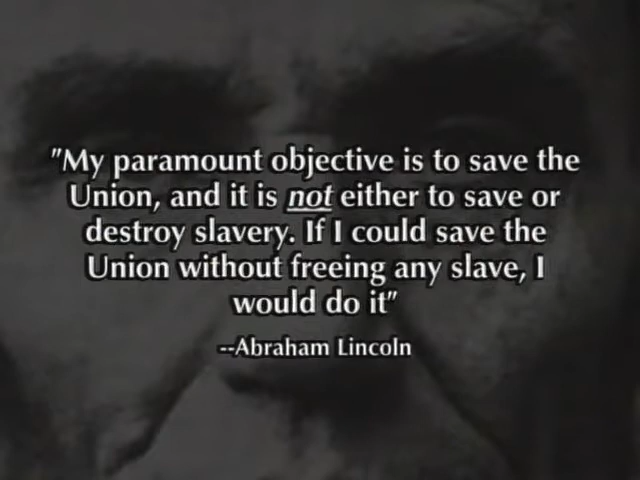 "My paramount objective is to save the
Union, and it is not either to save or
destroy slavery. If I could save the
Union without freeing any slave, I
would do it"
--Abraham Lincoln